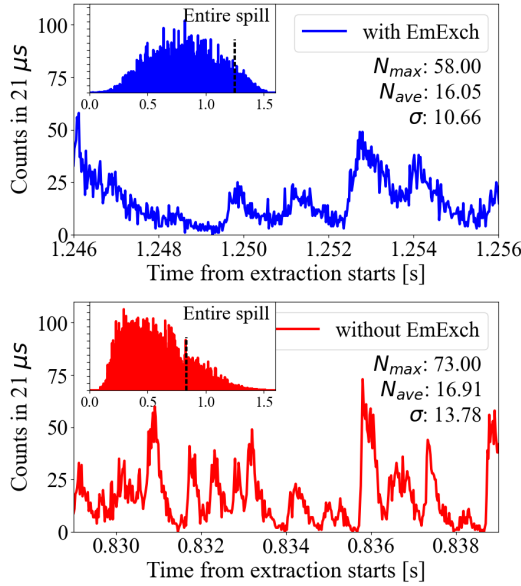 100
75
50
25
0
Counts in 21 μs
Entire spill
0.0 0.5 1.0 1.5
with EmExch
N_max: 58.00
N_ave: 16.05
σ: 10.66
1.246 1.248 1.250 1.252 1.254 1.256
Time from extraction starts [s]
100
75
50
25
0
Counts in 21 μs
Entire spill
0.0 0.5 1.0 1.5
without EmExch
N_max: 73.00
N_ave: 16.91
σ: 13.78
0.830 0.832 0.834 0.836 0.838
Time from extraction starts [s]